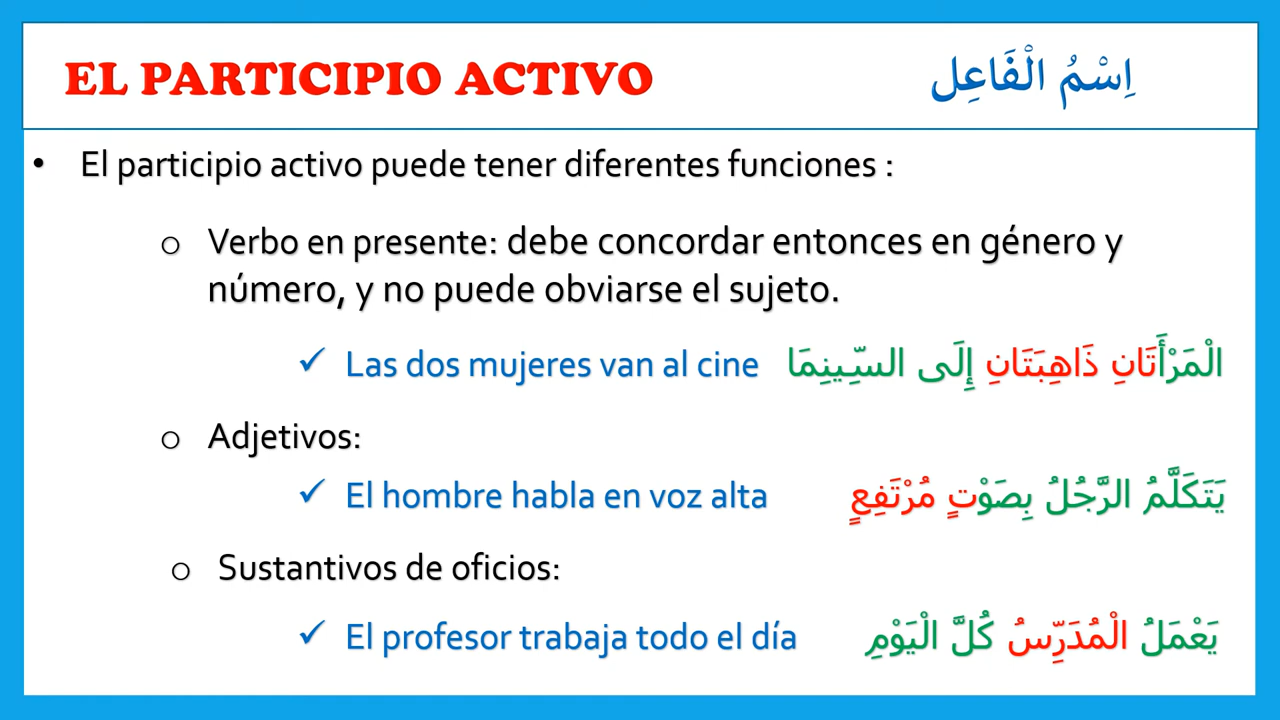 EL PARTICIPIO ACTIVO اِسْمُ الْفَاعِل
• El participio activo puede tener diferentes funciones :
o Verbo en presente: debe concordar entonces en género y
número, y no puede obviarse el sujeto.
✓ Las dos mujeres van al cine الْمَرْأَتَانِ ذَاهِبَتَانِ إِلَى السِّينِمَا
o Adjetivos:
✓ El hombre habla en voz alta يَتَكَلَّمُ الرَّجُلُ بِصَوْتٍ مُرْتَفِعٍ
o Sustantivos de oficios:
✓ El profesor trabaja todo el día يَعْمَلُ الْمُدَرِّسُ كُلَّ الْيَوْمِ